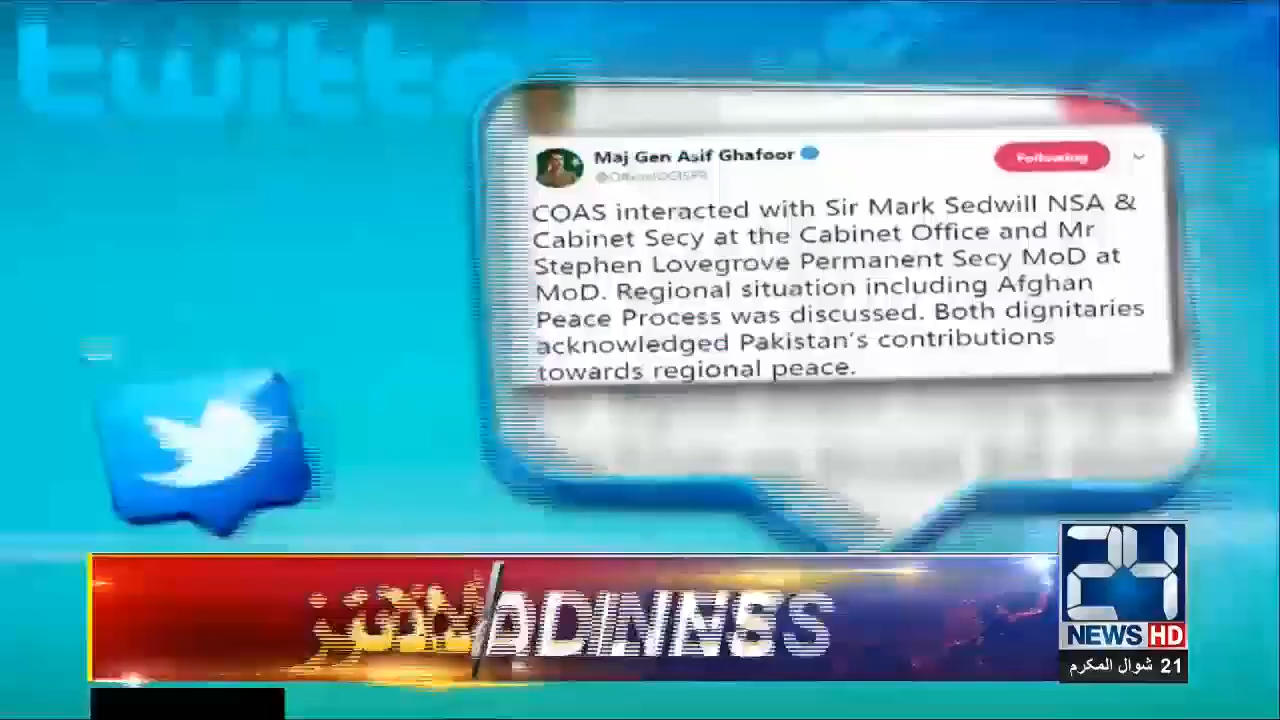 twitte
Maj Gen Asif Ghafoor
Following
COAS interacted with Sir Mark Sedwill NSA &
Cabinet Secy at the Cabinet Office and Mr
Stephen Lovegrove Permanent Secy MoD at
MoD. Regional situation including Afghan
Peace Process was discussed. Both dignitaries
acknowledged Pakistan's contributions
towards regional peace.
24
NEWS HD
21 شوال المکرم